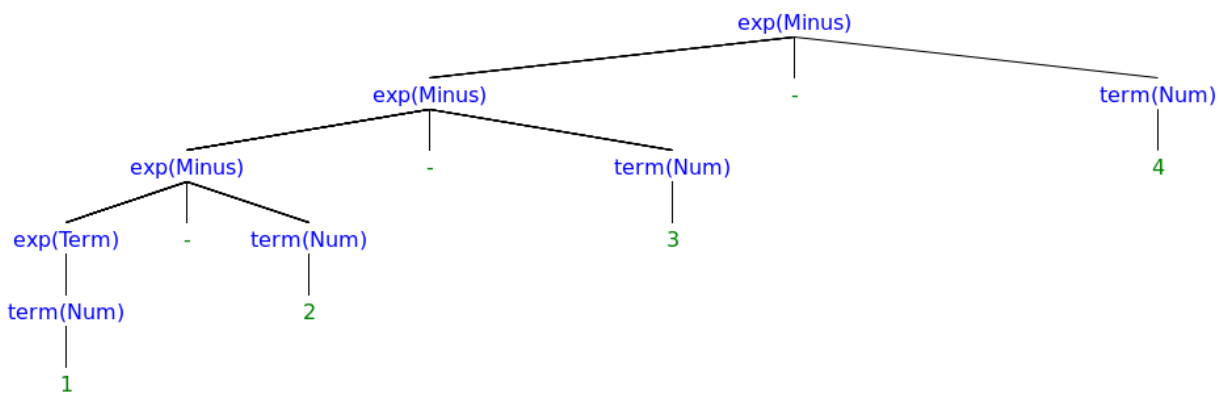 exp(Minus)
exp(Minus) - term(Num)
exp(Minus) - term(Num) 4
exp(Term) - term(Num) 3
term(Num) 2
1